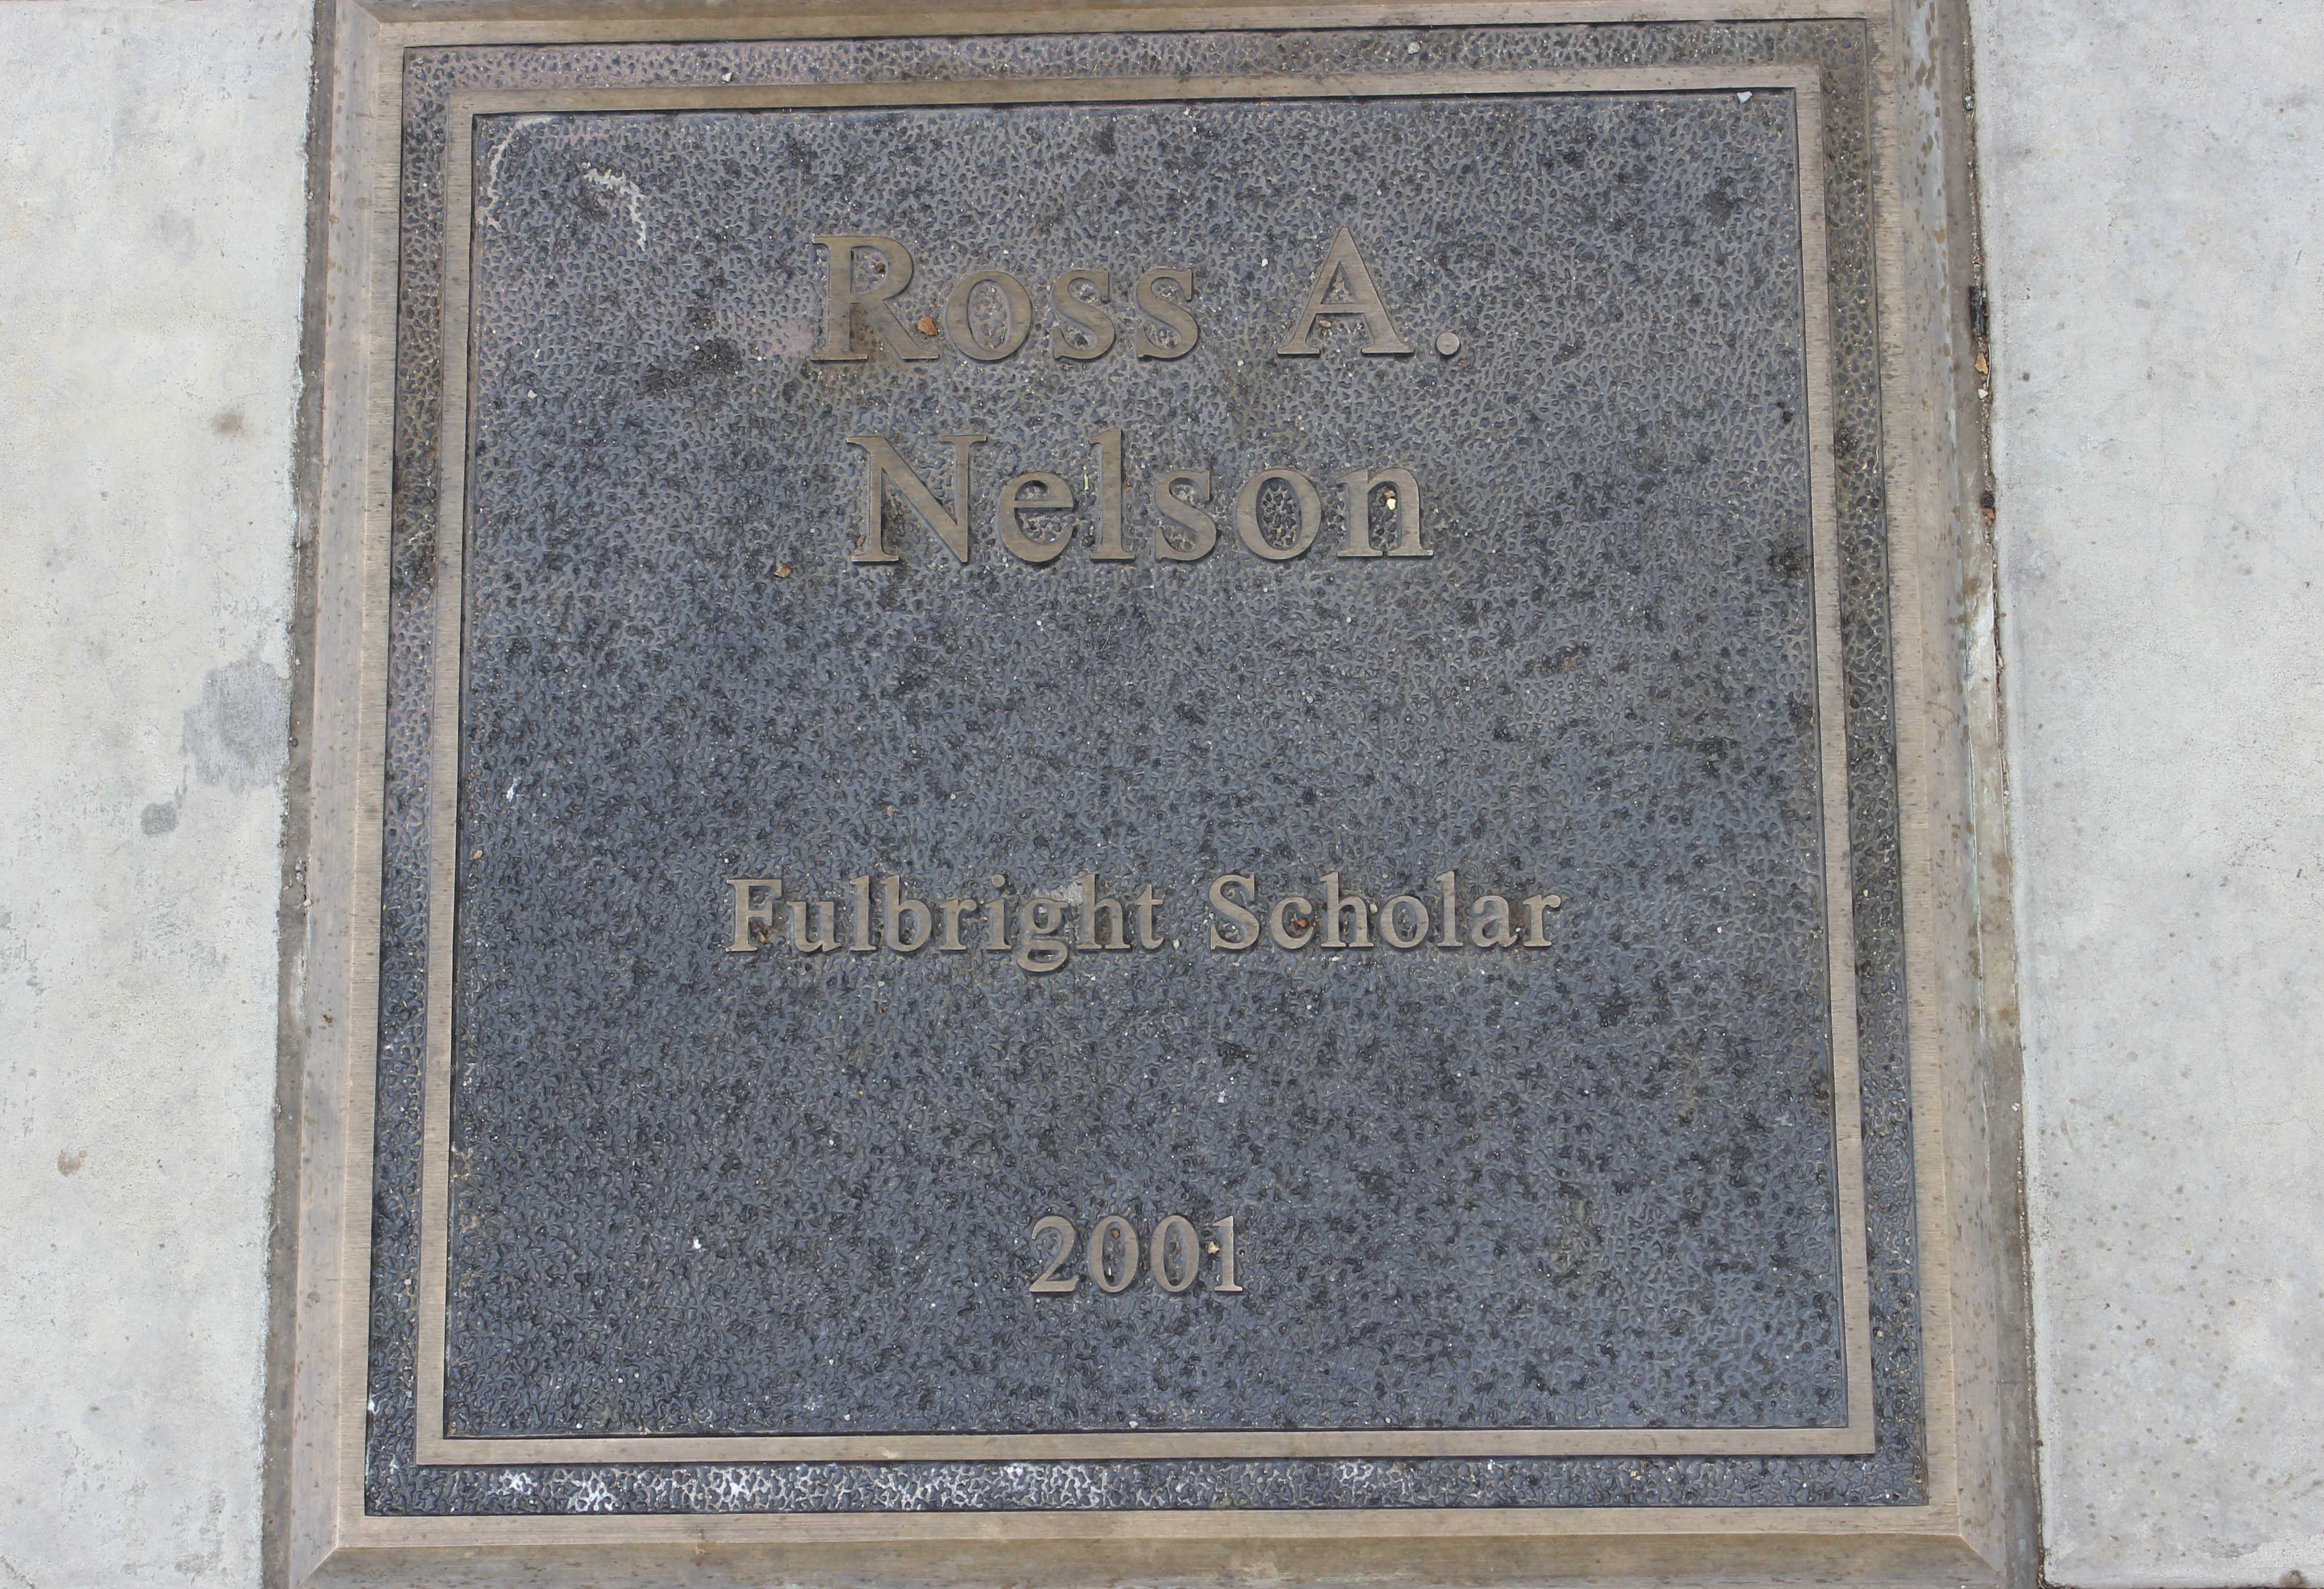 Ross A.
Nelson
Fulbright Scholar
2001